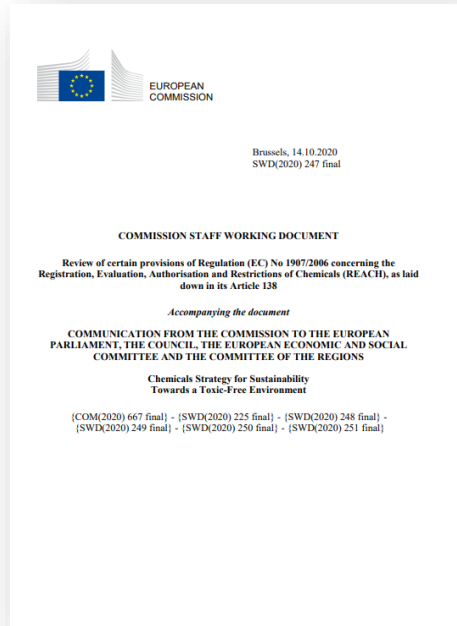 EUROPEAN
COMMISSION
Brussels, 14.10.2020
SWD(2020) 247 final
COMMISSION STAFF WORKING DOCUMENT
Review of certain provisions of Regulation (EC) No 1907/2006 concerning the
Registration, Evaluation, Authorisation and Restrictions of Chemicals (REACH), as laid
down in its Article 138
Accompanying the document
COMMUNICATION FROM THE COMMISSION TO THE EUROPEAN
PARLIAMENT, THE COUNCIL, THE EUROPEAN ECONOMIC AND SOCIAL
COMMITTEE AND THE COMMITTEE OF THE REGIONS
Chemicals Strategy for Sustainability
Towards a Toxic-Free Environment
{COM(2020) 667 final} - {SWD(2020) 225 final} - {SWD(2020) 248 final} -
{SWD(2020) 249 final} - {SWD(2020) 250 final} - {SWD(2020) 251 final}